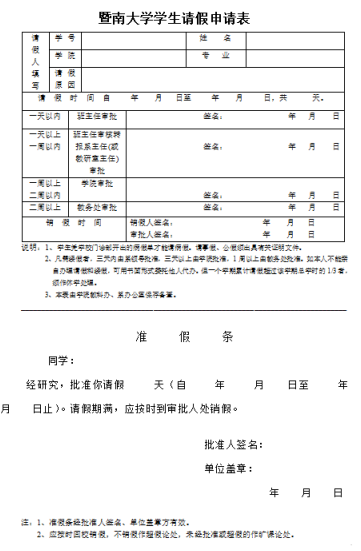 暨南大学学生请假申请表
请假人填写
学 号
姓 名
学 院
专 业
请 假
原 因
请 假 时 间 自 年 月 日至 年 月 日,共 天。
一天以内 班主任审批 签名: 年 月 日
一天以上
一周以内
班主任审核转
报系主任(或
教研室主任)
审批
签名: 年 月 日
一周以上
二周以内
学院审批
签名: 年 月 日
二周以上 教务处审批 签名: 年 月 日
销 假 时 间
销假人签名: 年 月 日
审批人签名: 年 月 日
说明:1、学生凭学校门诊部开出的病假单才能请病假。请事假、公假须出具有关证明文件。
2、凡需续假者,三天内由系领导批准,三天以上由学院批准,1周以上由教务处批准。如本人不能亲
自办理请假和续假,可用书面形式委托他人代办。但一个学期累计请假超过该学期总学时的1/3者,
须作休学处理。
3、本表由学院教科办、系办公室保存备查。
准 假 条
同学:
经研究,批准你请假 天(自 年 月 日至 年
月 日止)。请假期满,应按时到审批人处销假。
批准人签名:
单位盖章:
年 月 日
注:1、准假条经批准人签名、单位盖章方有效。
2、应按时回校销假,不销假作超假论处,未经批准或超假的作旷课论处。